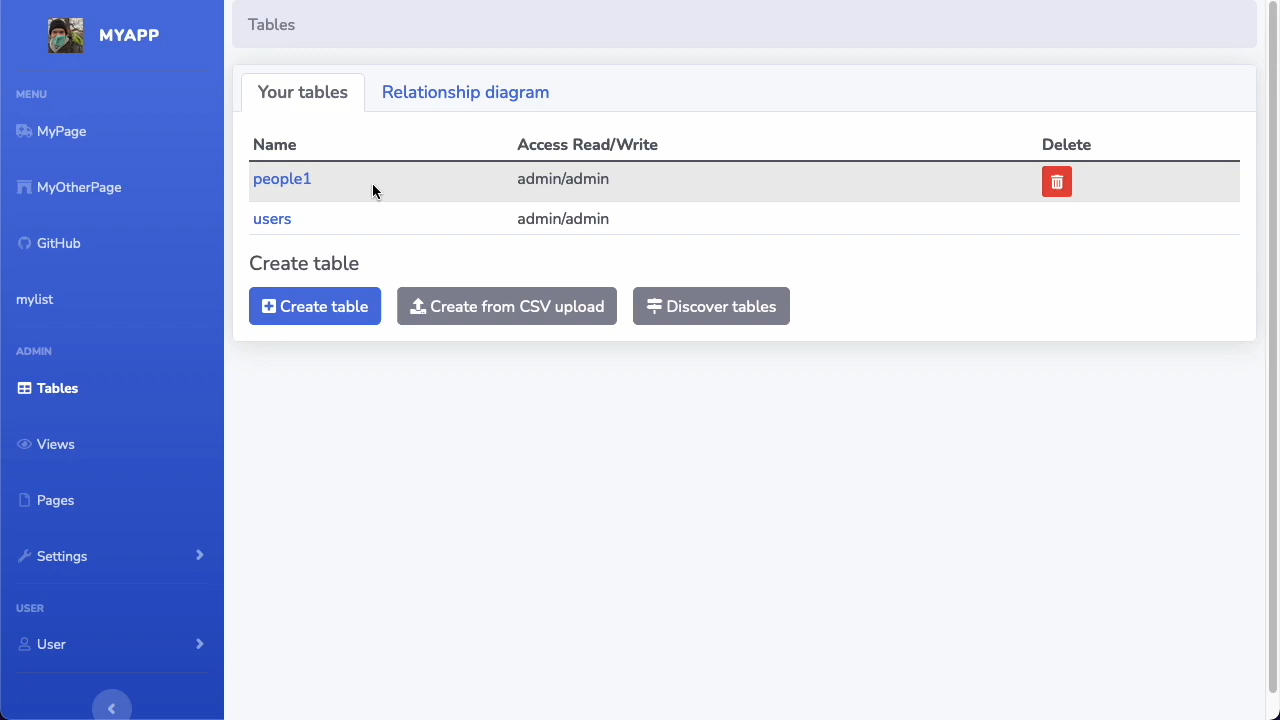 MYAPP
MENU
MyPage
MyOtherPage
GitHub
mylist
ADMIN
Tables
Views
Pages
Settings
USER
User
Tables
Your tables Relationship diagram
Name Access Read/Write Delete
people1 admin/admin
users admin/admin
Create table
Create table Create from CSV upload Discover tables